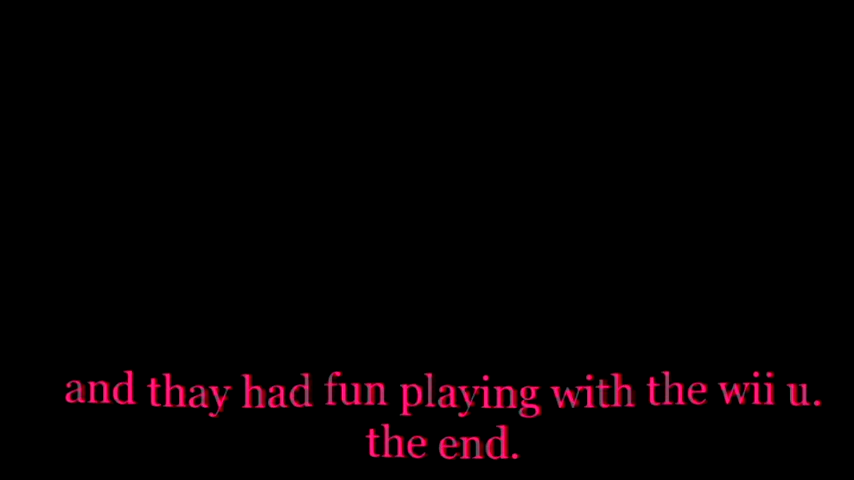 and thay had fun playing with the wii u.
the end.